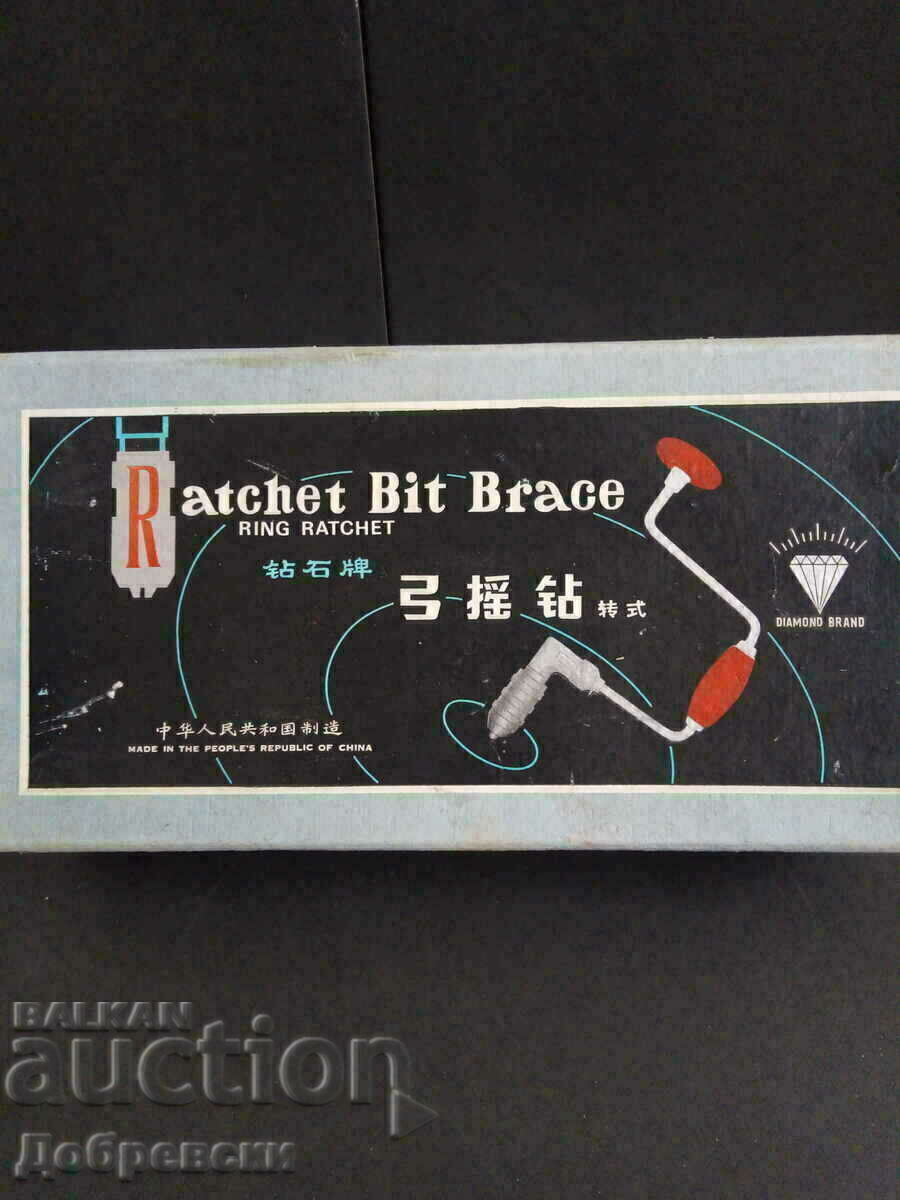 Ratchet Bit Brace
RING RATCHET
钻石牌
弓摇钻 转式
DIAMOND BRAND
中华人民共和国制造
MADE IN THE PEOPLE'S REPUBLIC OF CHINA
BALKAN
auction
Добревски